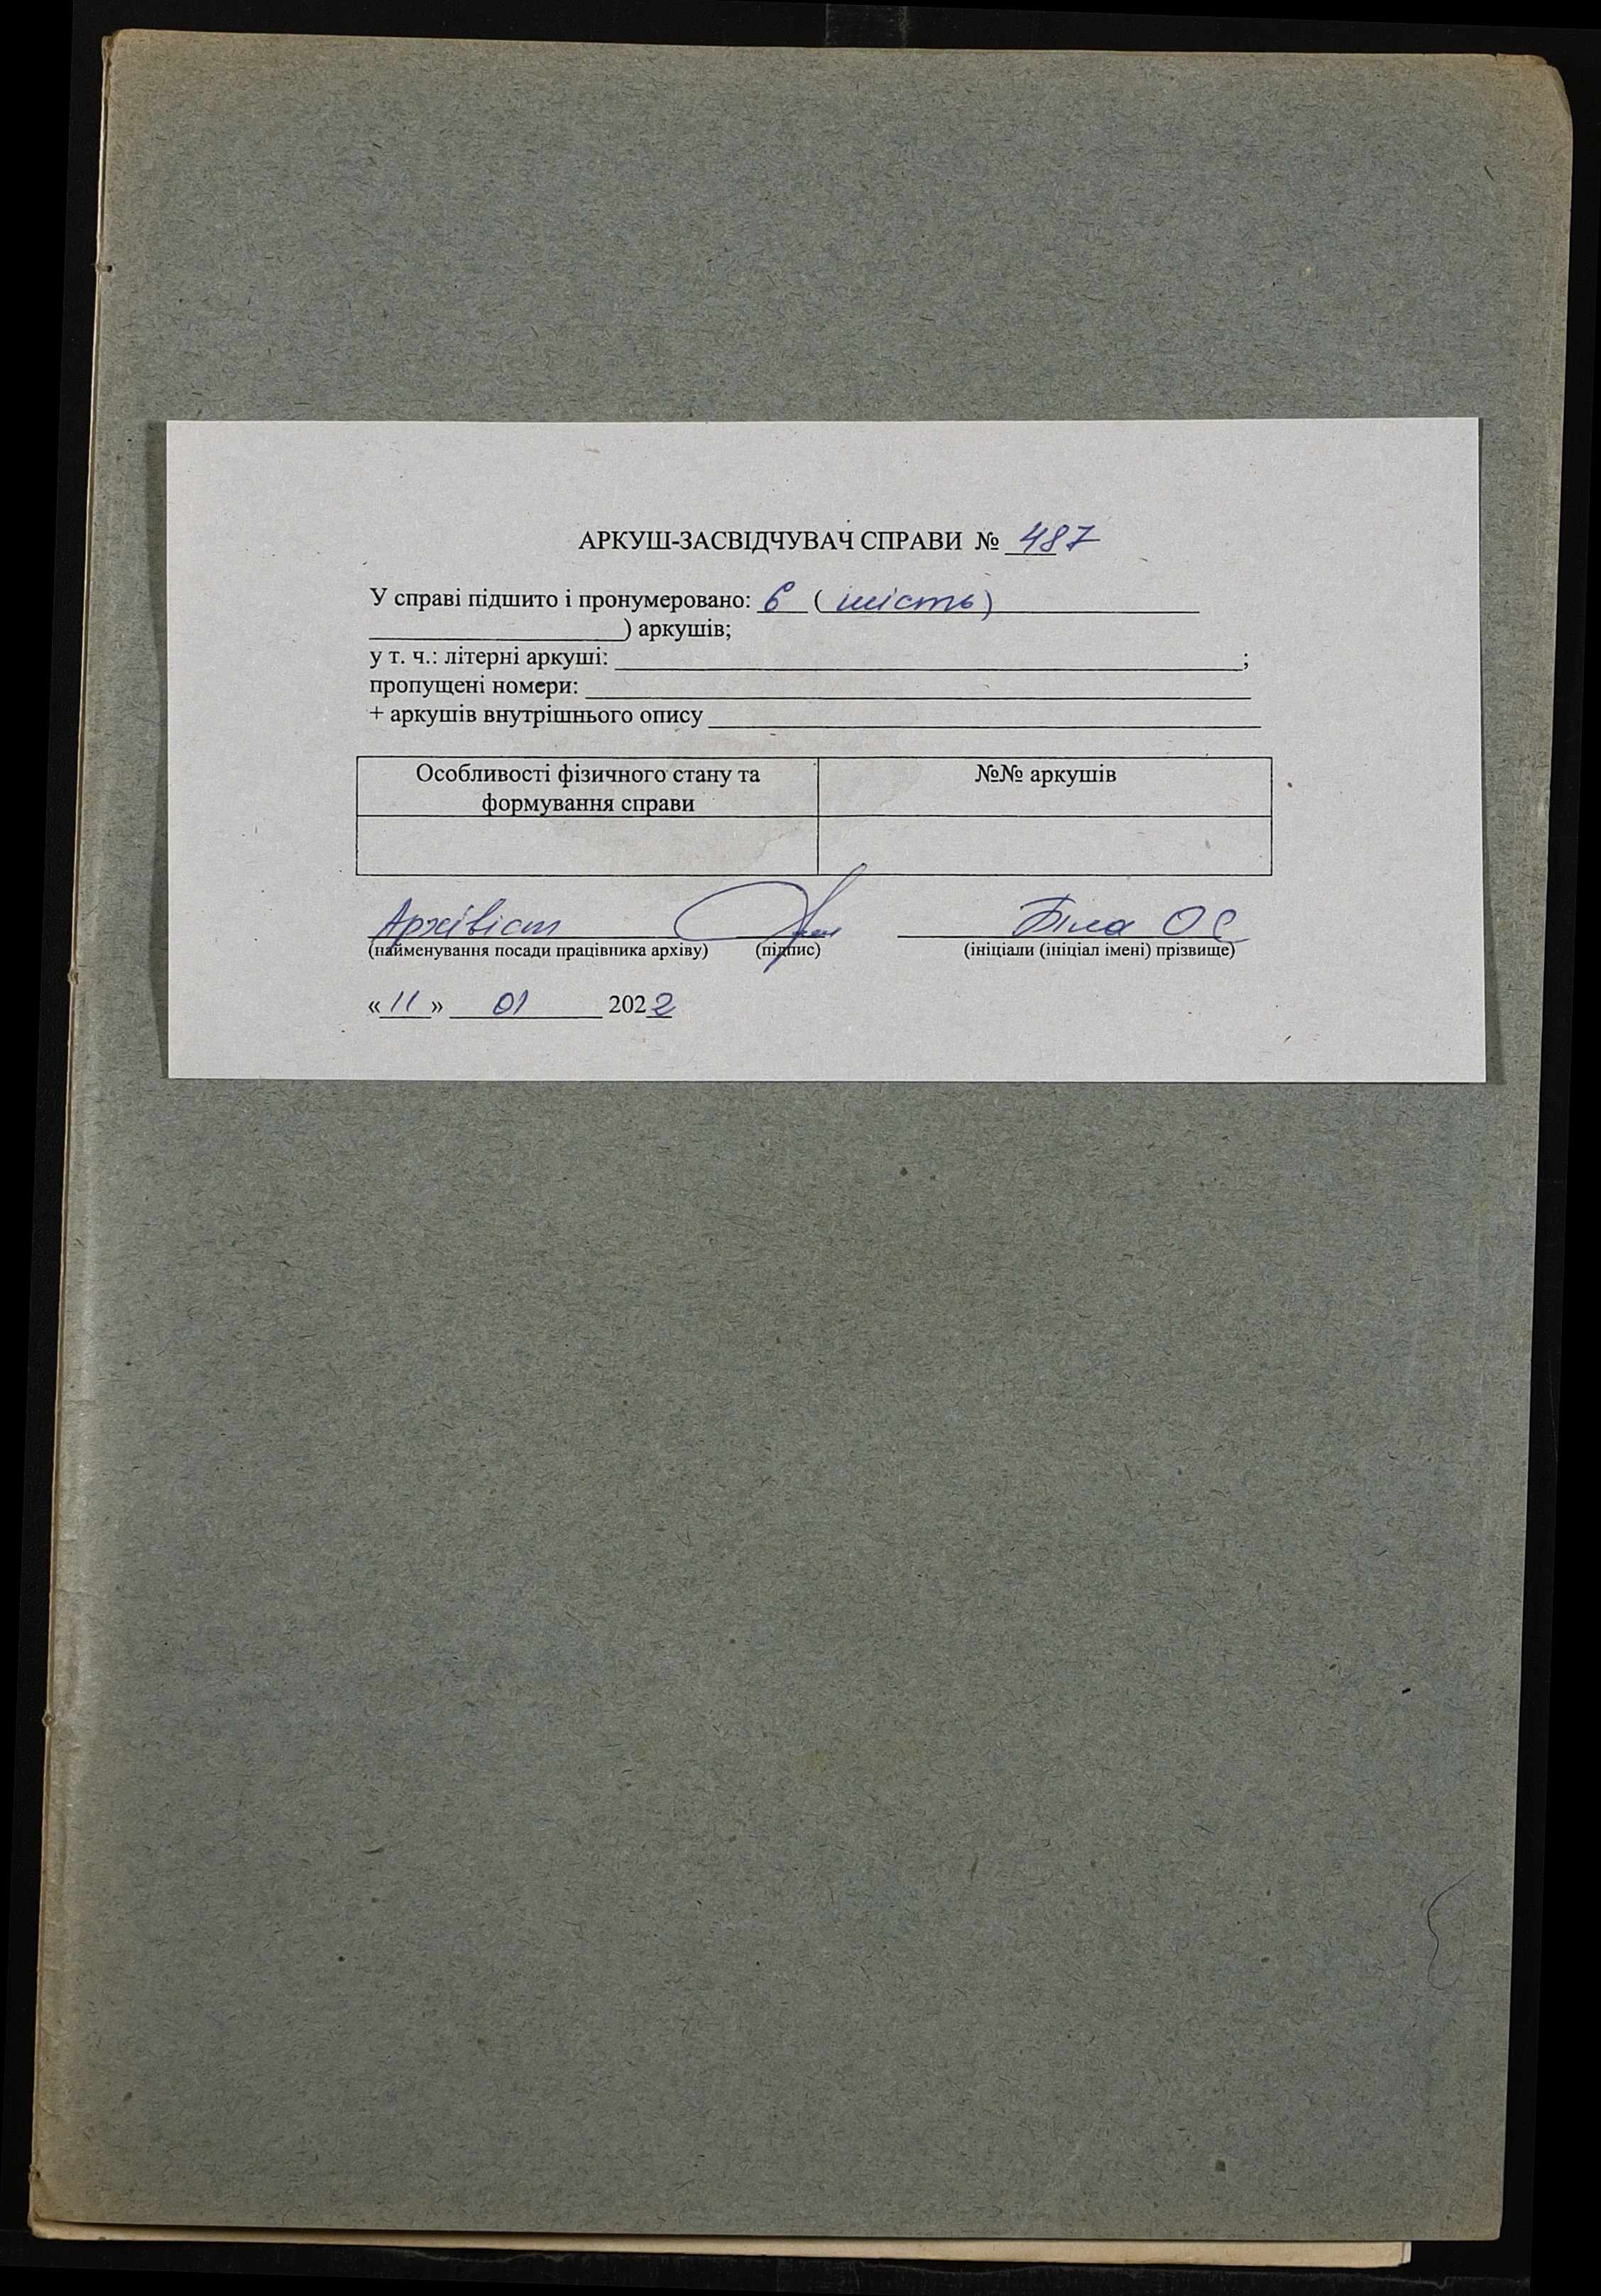 АРКУШ-ЗАСВІДЧУВАЧ СПРАВИ № 487
У справі підшито і пронумеровано: 6 ( шість)
) аркушів;
у т. ч.: літерні аркуші: ;
пропущені номери:
+ аркушів внутрішнього опису
Особливості фізичного стану та
формування справи
№№ аркушів
Архівіст Біла О С
(найменування посади працівника архіву) (підпис) (ініціали (ініціал імені) прізвище)
«11» 01 2022